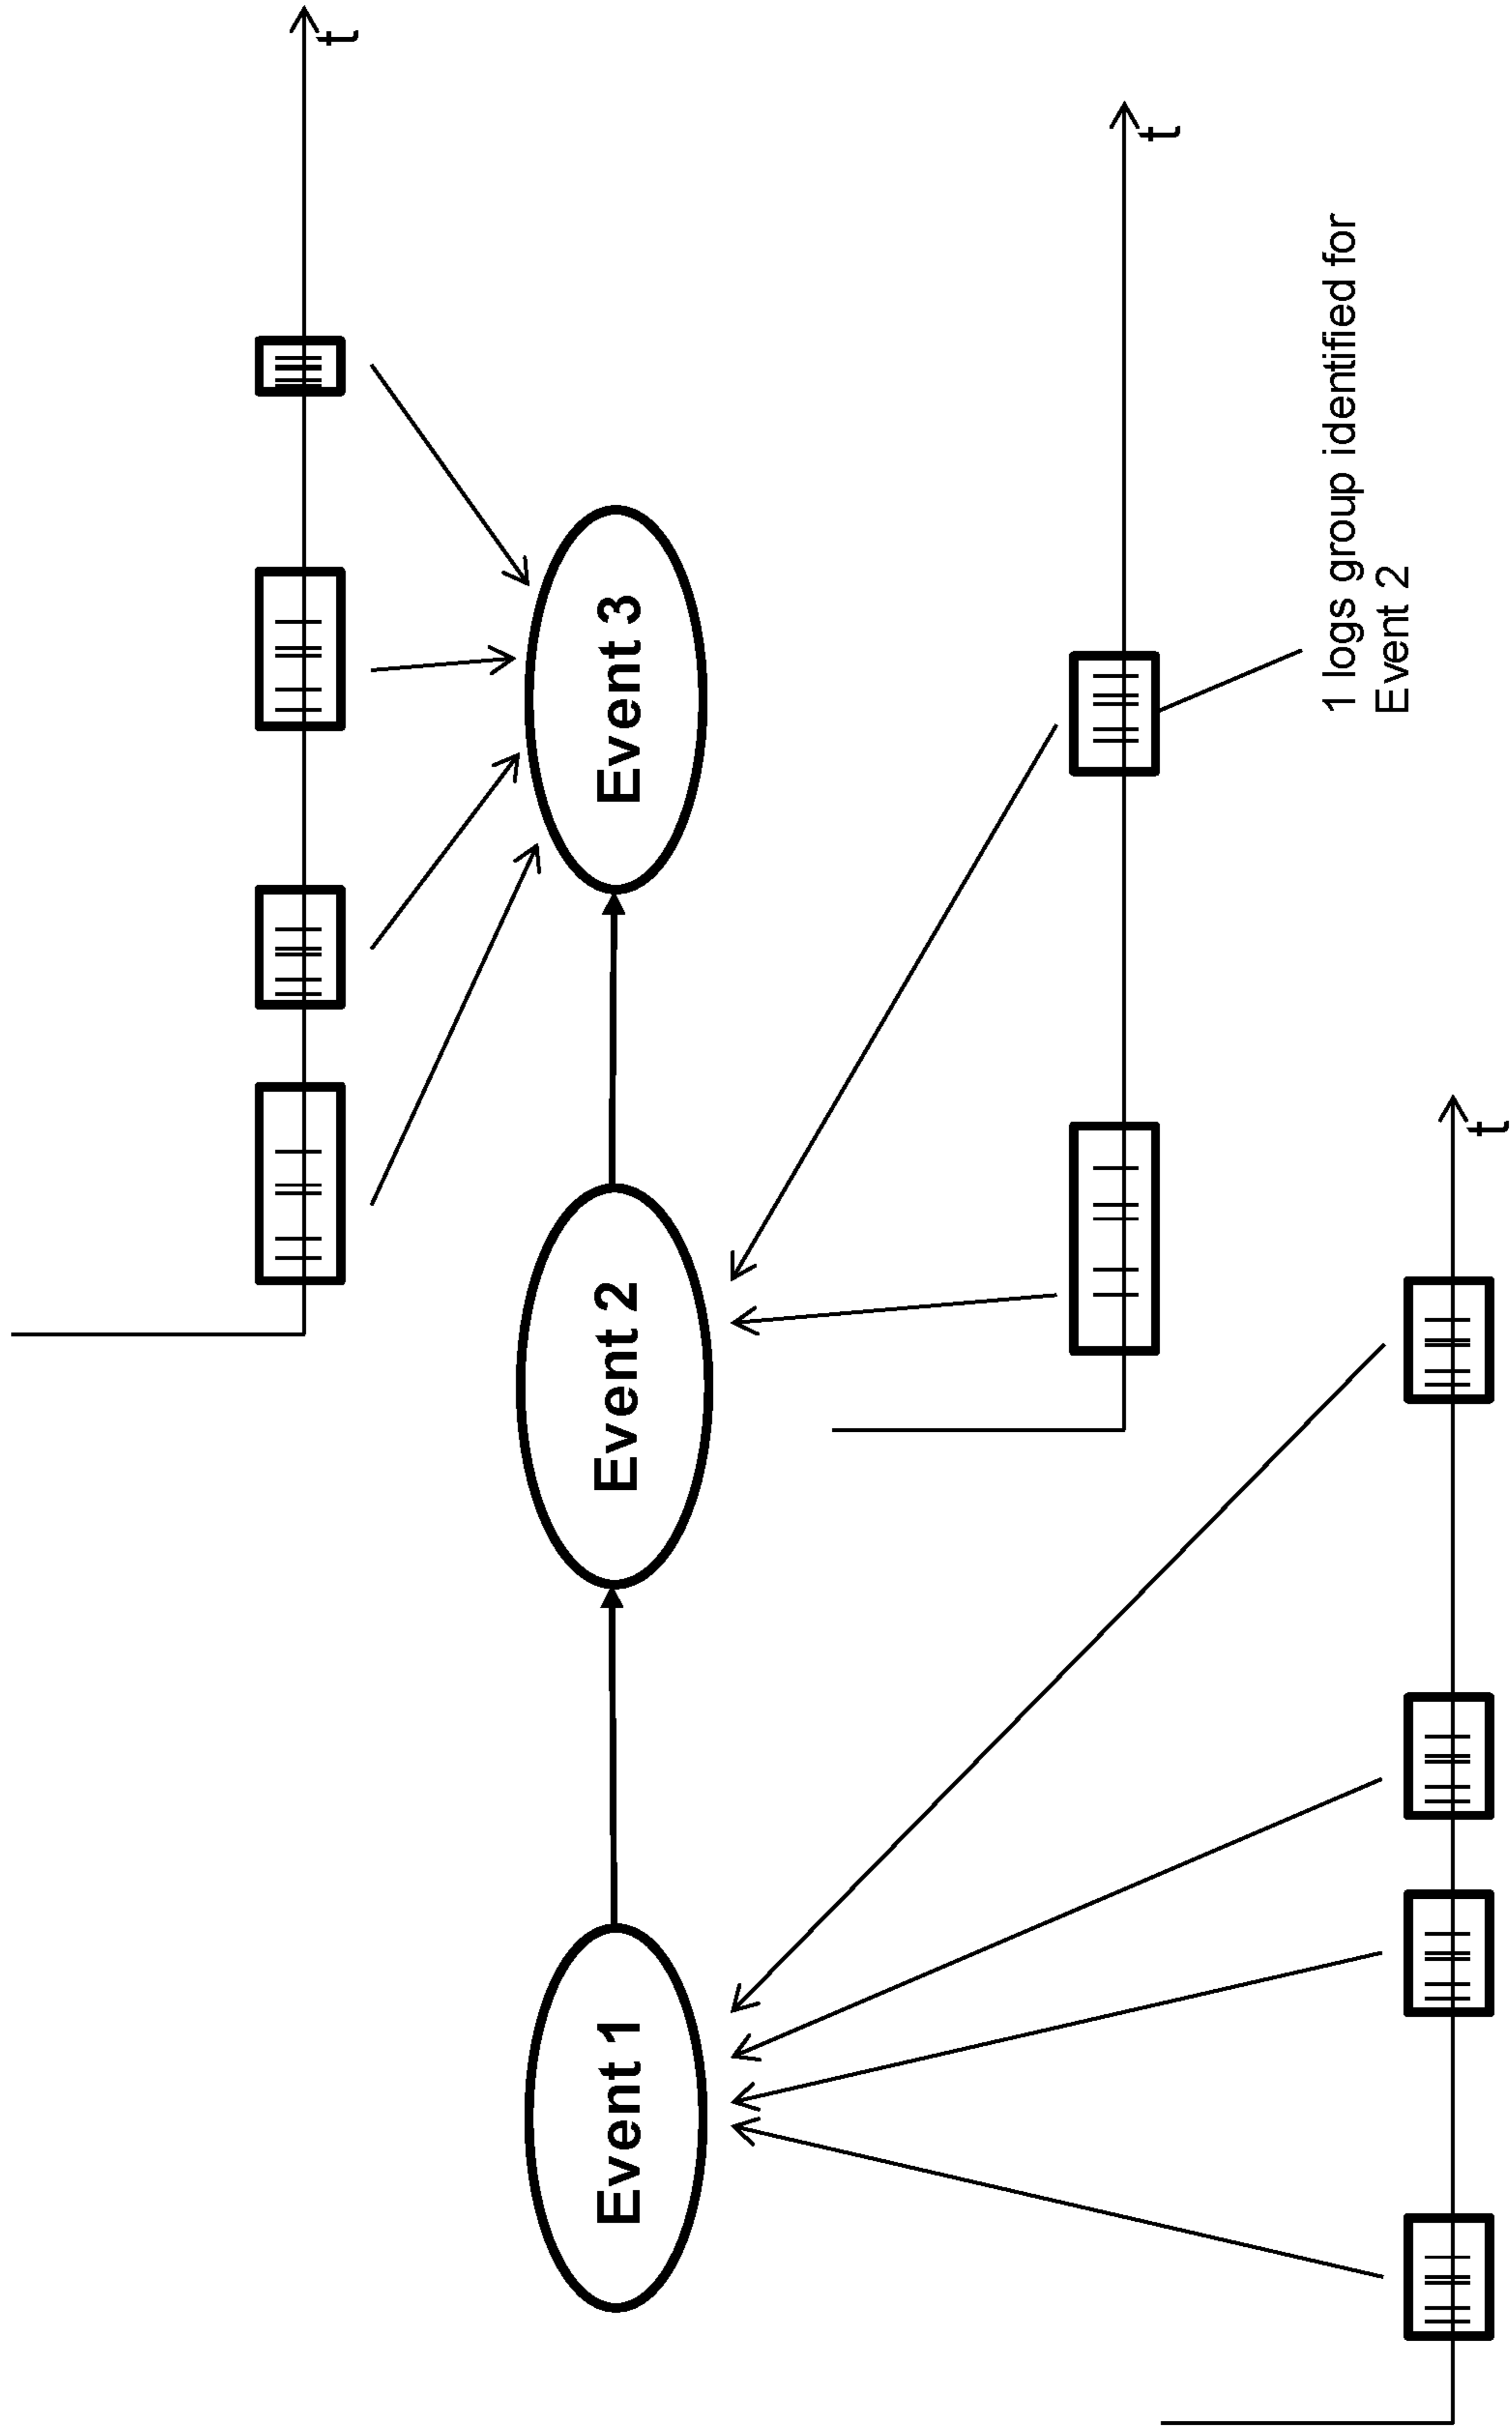 t
Event 1
Event 2
Event 3
t
1 logs group identified for
Event 2
t